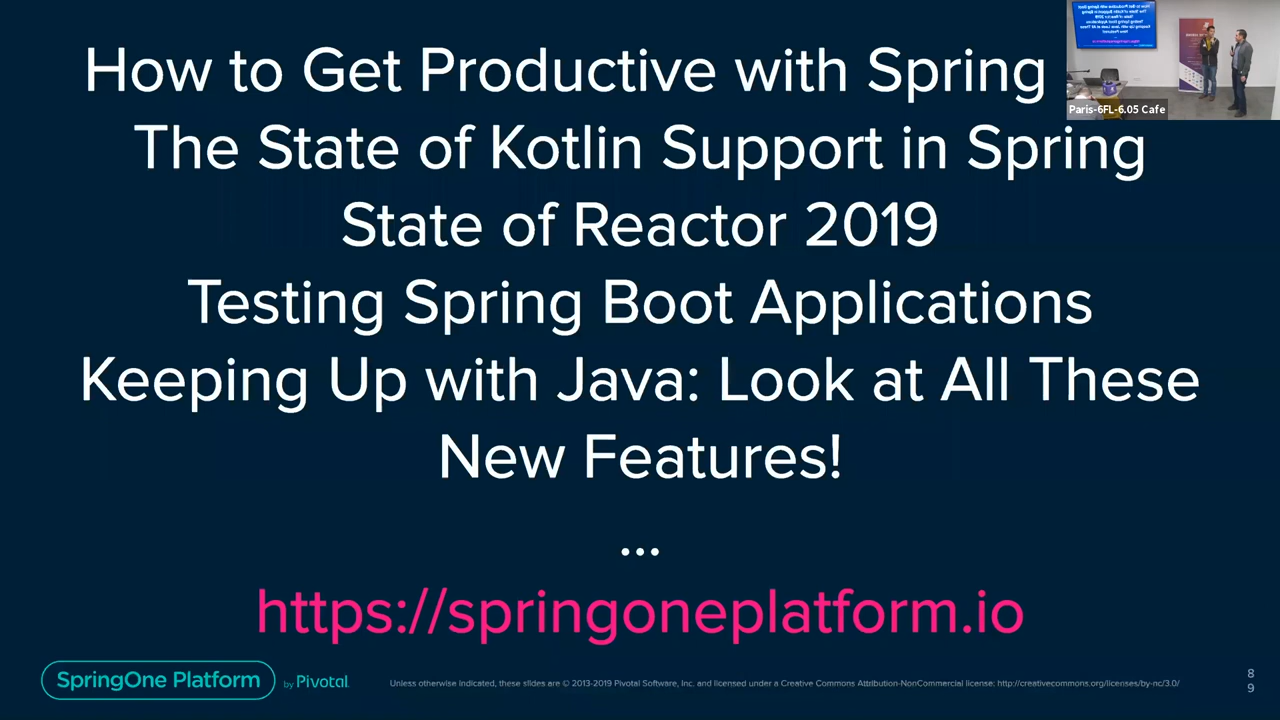 How to Get Productive with Spring
The State of Kotlin Support in Spring
State of Reactor 2019
Testing Spring Boot Applications
Keeping Up with Java: Look at All These
New Features!
...
https://springoneplatform.io
Paris-6FL-6.05 Cafe
SpringOne Platform
by Pivotal
Unless otherwise indicated, these slides are © 2013-2019 Pivotal Software, Inc. and licensed under a Creative Commons Attribution-NonCommercial license: http://creativecommons.org/licenses/by-nc/3.0/
8
9